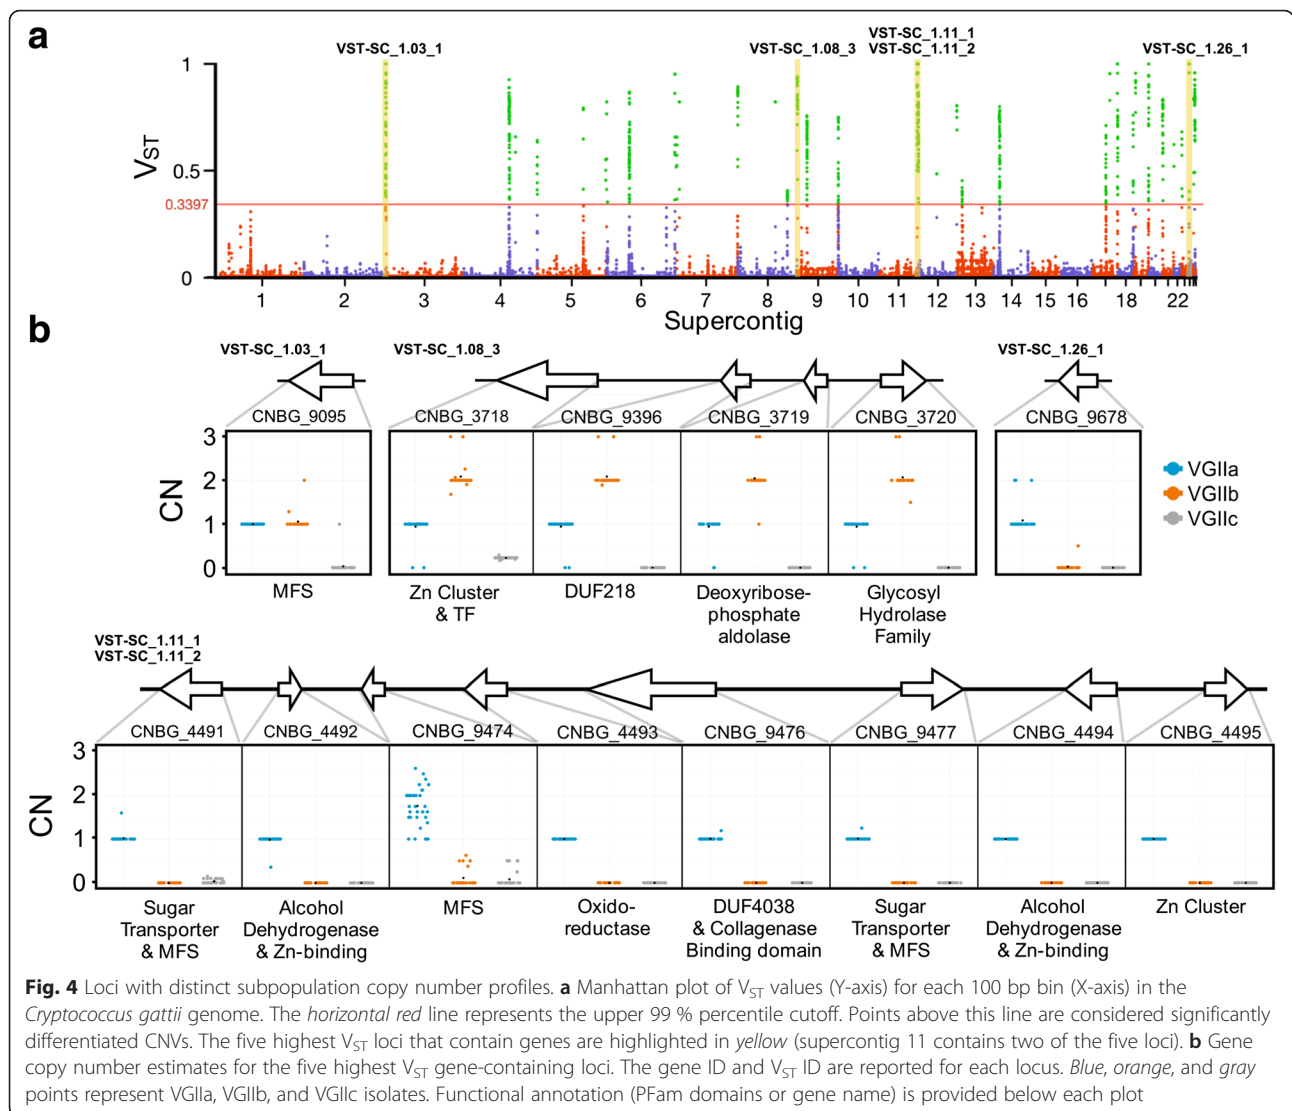 a
VST-SC_1.03_1
VST-SC_1.08_3
VST-SC_1.11_1
VST-SC_1.11_2
VST-SC_1.26_1
1
0.5
0.3397
0
VST
1 2 3 4 5 6 7 8 9 10 11 12 13 14 15 16 18 22
Supercontig
b
VST-SC_1.03_1
VST-SC_1.08_3
VST-SC_1.26_1
CNBG_9095
CNBG_3718
CNBG_9396
CNBG_3719
CNBG_3720
CNBG_9678
3
2
1
0
CN
VGIIa
VGIIb
VGIIc
MFS
Zn Cluster
& TF
DUF218
Deoxyribose-
phosphate
aldolase
Glycosyl
Hydrolase
Family
VST-SC_1.11_1
VST-SC_1.11_2
CNBG_4491
CNBG_4492
CNBG_9474
CNBG_4493
CNBG_9476
CNBG_9477
CNBG_4494
CNBG_4495
3
2
1
0
CN
Sugar
Transporter
& MFS
Alcohol
Dehydrogenase
& Zn-binding
MFS
Oxido-
reductase
DUF4038
& Collagenase
Binding domain
Sugar
Transporter
& MFS
Alcohol
Dehydrogenase
& Zn-binding
Zn Cluster
Fig. 4 Loci with distinct subpopulation copy number profiles. a Manhattan plot of VST values (Y-axis) for each 100 bp bin (X-axis) in the
Cryptococcus gattii genome. The horizontal red line represents the upper 99 % percentile cutoff. Points above this line are considered significantly
differentiated CNVs. The five highest VST loci that contain genes are highlighted in yellow (supercontig 11 contains two of the five loci). b Gene
copy number estimates for the five highest VST gene-containing loci. The gene ID and VST ID are reported for each locus. Blue, orange, and gray
points represent VGIIa, VGIIb, and VGIIc isolates. Functional annotation (PFam domains or gene name) is provided below each plot